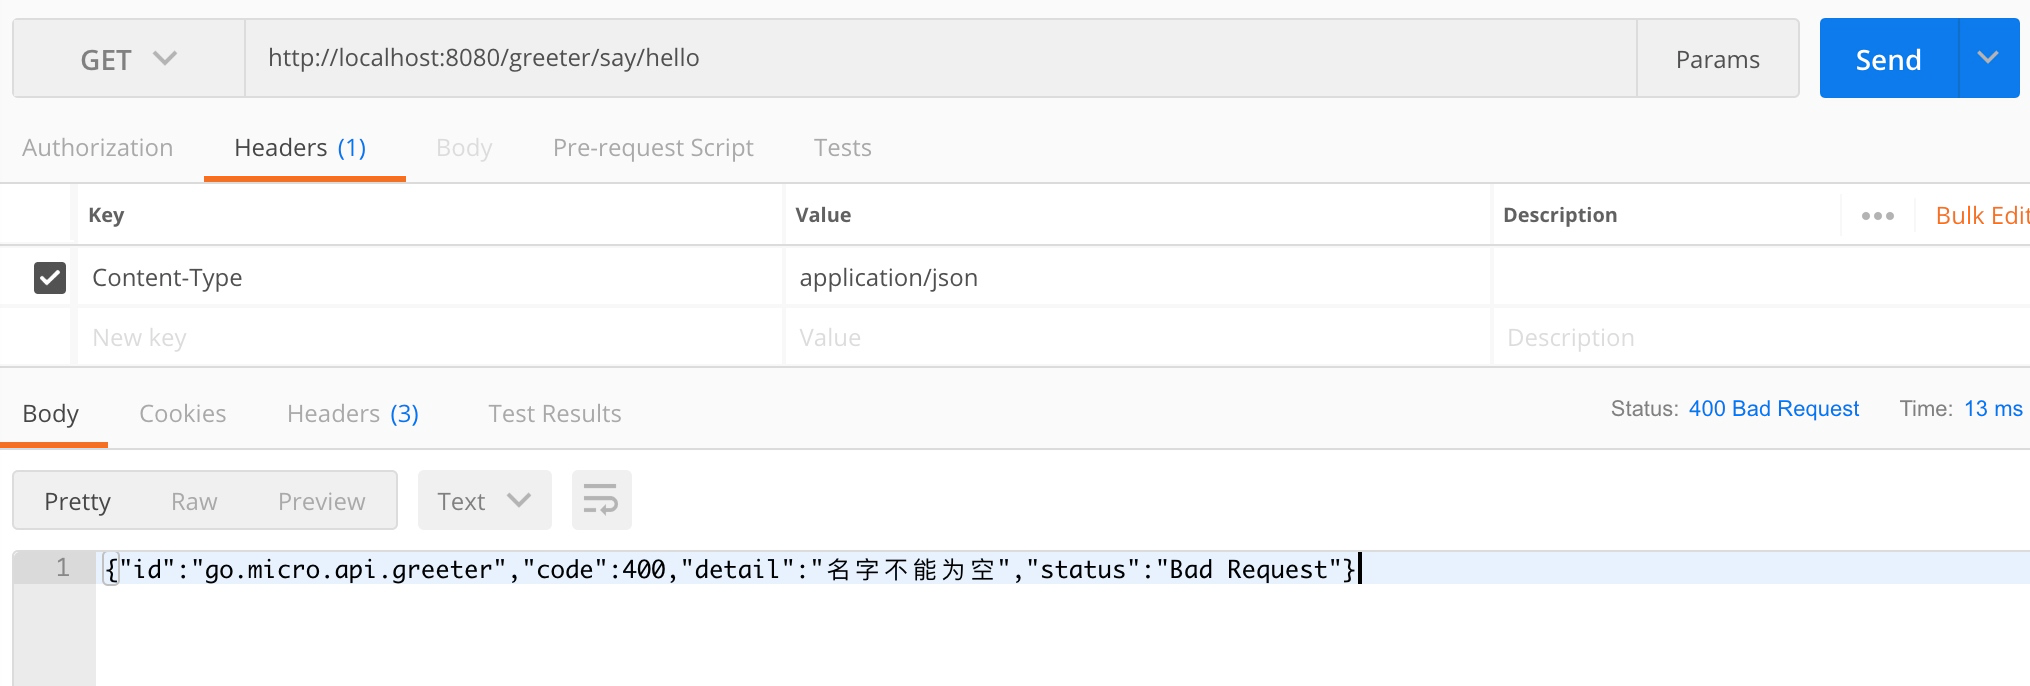 GET http://localhost:8080/greeter/say/hello Params Send
Authorization Headers (1) Body Pre-request Script Tests
Key Value Description ••• Bulk Edit
Content-Type application/json
New key Value Description
Body Cookies Headers (3) Test Results Status: 400 Bad Request Time: 13 ms
Pretty Raw Preview Text
1 {"id":"go.micro.api.greeter","code":400,"detail":"名字不能为空","status":"Bad Request"}